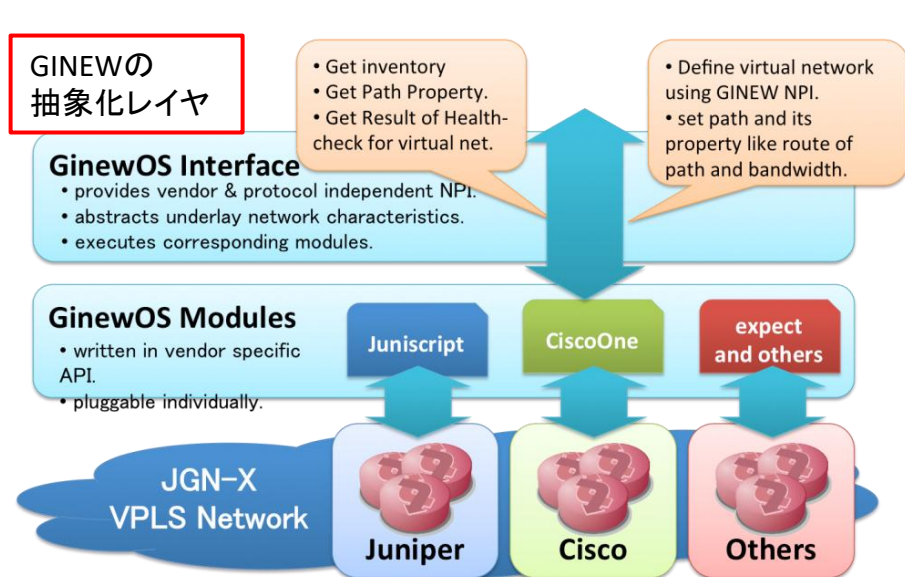 GINEWの
抽象化レイヤ
• Get inventory
• Get Path Property.
• Get Result of Health-
check for virtual net.
• Define virtual network
using GINEW NPI.
• set path and its
property like route of
path and bandwidth.
GinewOS Interface
• provides vendor & protocol independent NPI.
• abstracts underlay network characteristics.
• executes corresponding modules.
GinewOS Modules
• written in vendor specific
API.
• pluggable individually.
Juniscript
CiscoOne
expect
and others
JGN-X
VPLS Network
Juniper
Cisco
Others